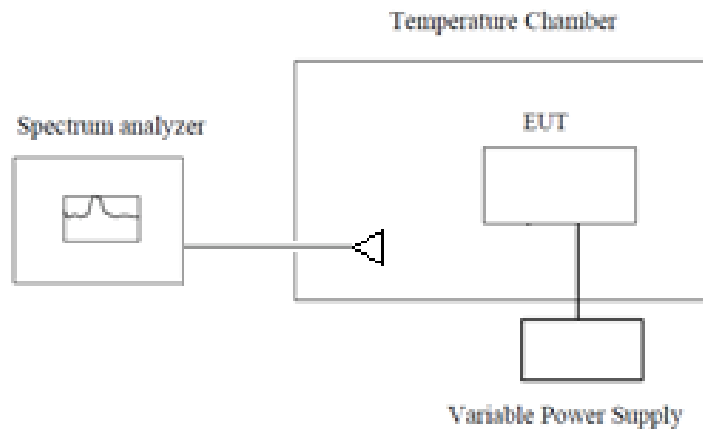 Temperature Chamber
Spectrum analyzer
EUT
Variable Power Supply